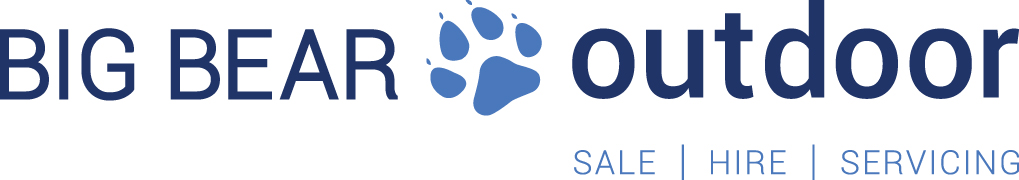 BIG BEAR outdoor
SALE | HIRE | SERVICING